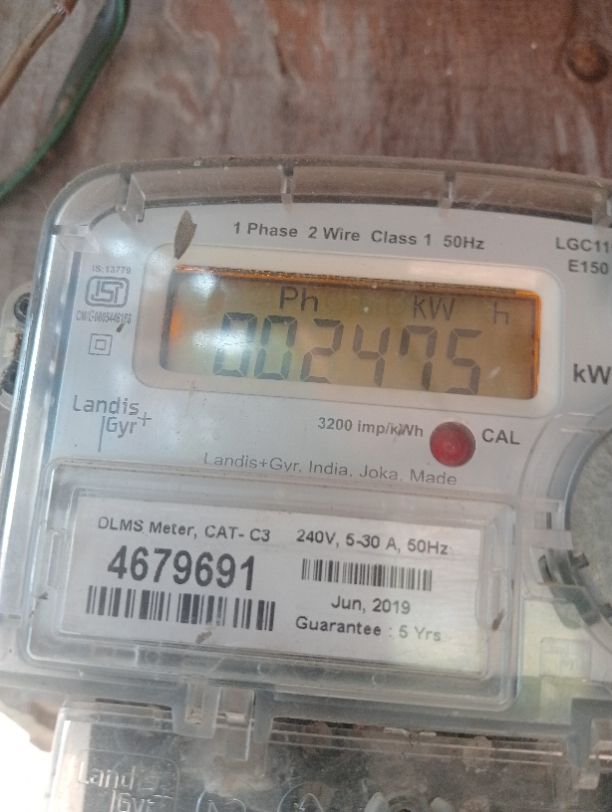 1 Phase 2 Wire Class 1 50Hz
LGC11
E150
IS:13779
ISI
Ph kW h
002475
kW
Landis
Gyr+
3200 imp/kWh
CAL
Landis+Gyr, India, Joka, Made
DLMS Meter, CAT- C3
240V, 5-30 A, 50Hz
4679691
Jun, 2019
Guarantee : 5 Yrs
Landis
Gyr+